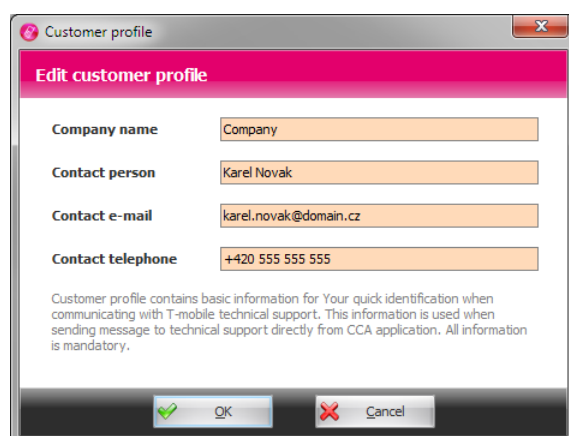 Customer profile
Edit customer profile
Company name Company
Contact person Karel Novak
Contact e-mail karel.novak@domain.cz
Contact telephone +420 555 555 555
Customer profile contains basic information for Your quick identification when
communicating with T-mobile technical support. This information is used when
sending message to technical support directly from CCA application. All information
is mandatory.
OK Cancel